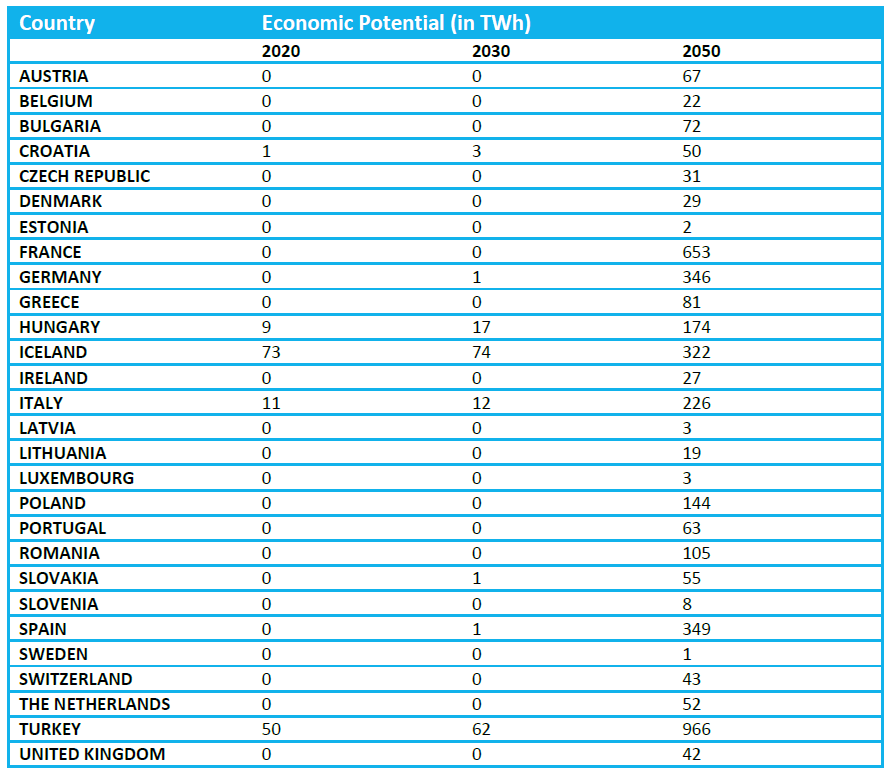 Country Economic Potential (in TWh)
2020 2030 2050
AUSTRIA 0 0 67
BELGIUM 0 0 22
BULGARIA 0 0 72
CROATIA 1 3 50
CZECH REPUBLIC 0 0 31
DENMARK 0 0 29
ESTONIA 0 0 2
FRANCE 0 0 653
GERMANY 0 1 346
GREECE 0 0 81
HUNGARY 9 17 174
ICELAND 73 74 322
IRELAND 0 0 27
ITALY 11 12 226
LATVIA 0 0 3
LITHUANIA 0 0 19
LUXEMBOURG 0 0 3
POLAND 0 0 144
PORTUGAL 0 0 63
ROMANIA 0 0 105
SLOVAKIA 0 1 55
SLOVENIA 0 0 8
SPAIN 0 1 349
SWEDEN 0 0 1
SWITZERLAND 0 0 43
THE NETHERLANDS 0 0 52
TURKEY 50 62 966
UNITED KINGDOM 0 0 42